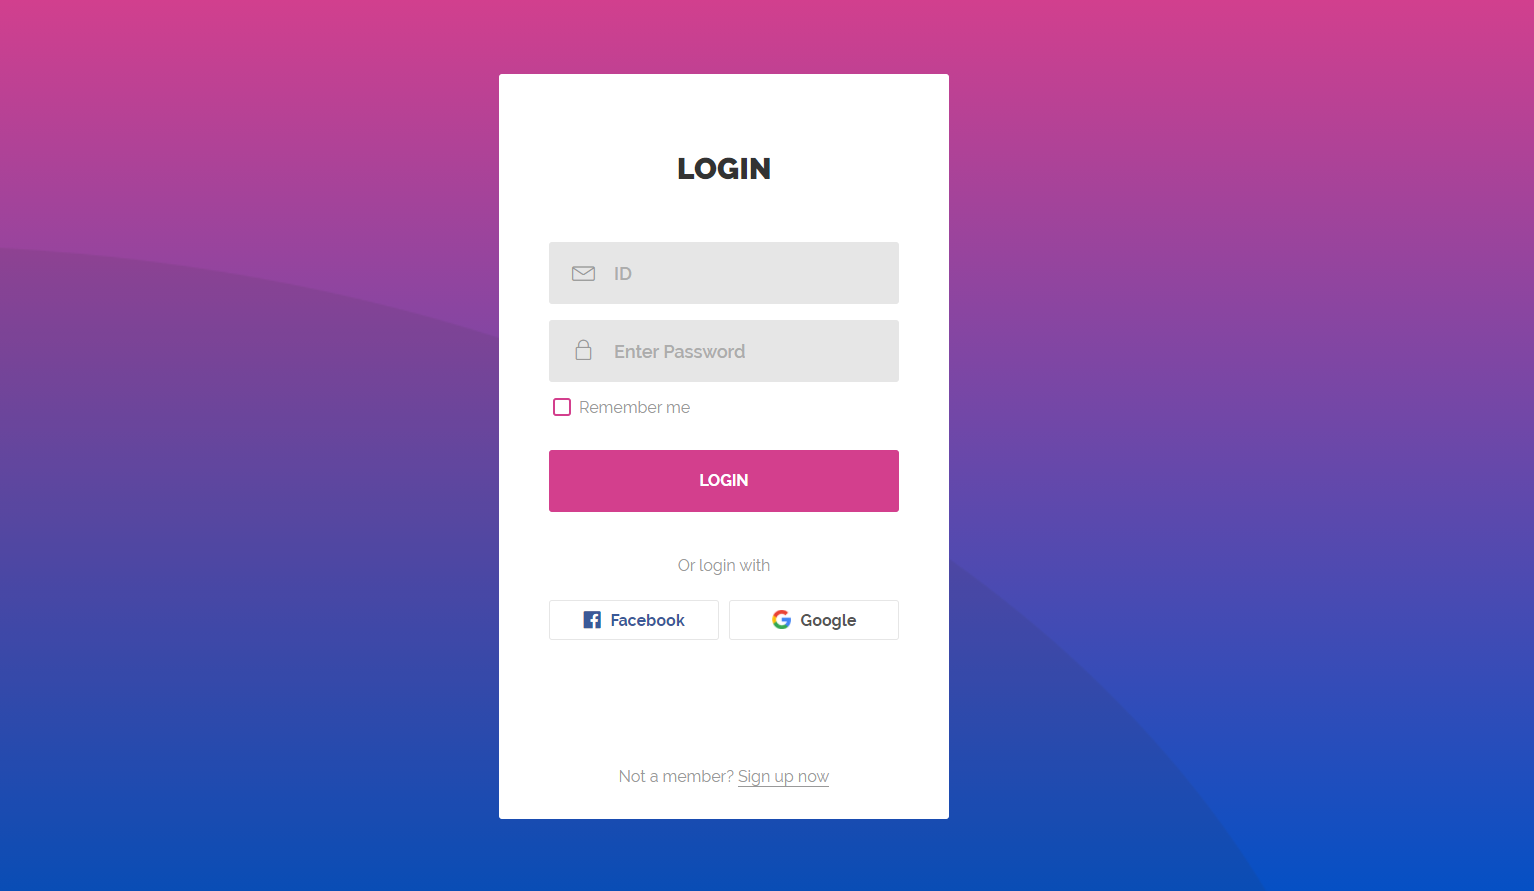 LOGIN
ID
Enter Password
Remember me
LOGIN
Or login with
Facebook
Google
Not a member? Sign up now